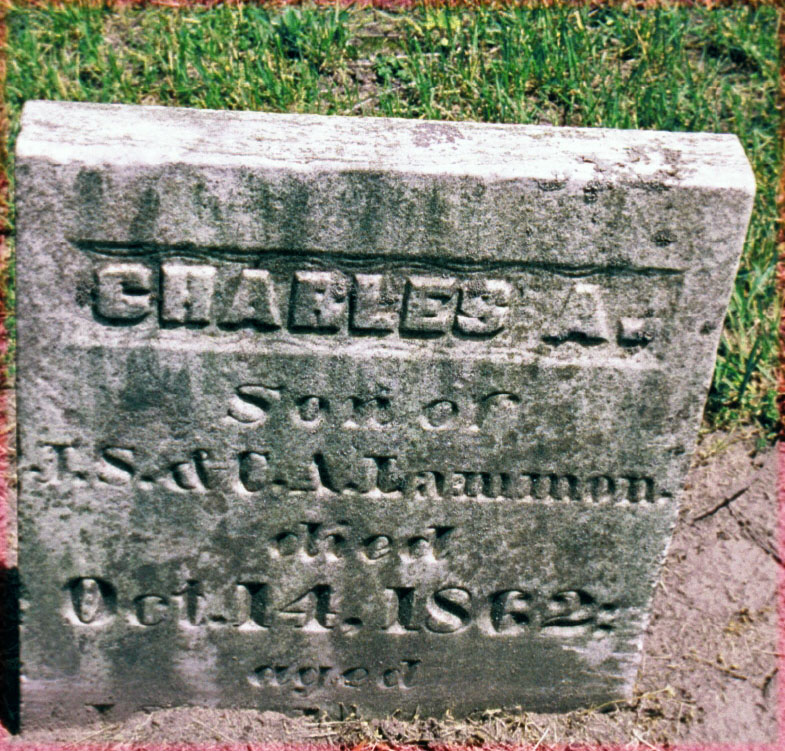 CHARLES A.
Son of
J.S. & C.A. Lammon.
died
Oct. 14, 1862;
aged